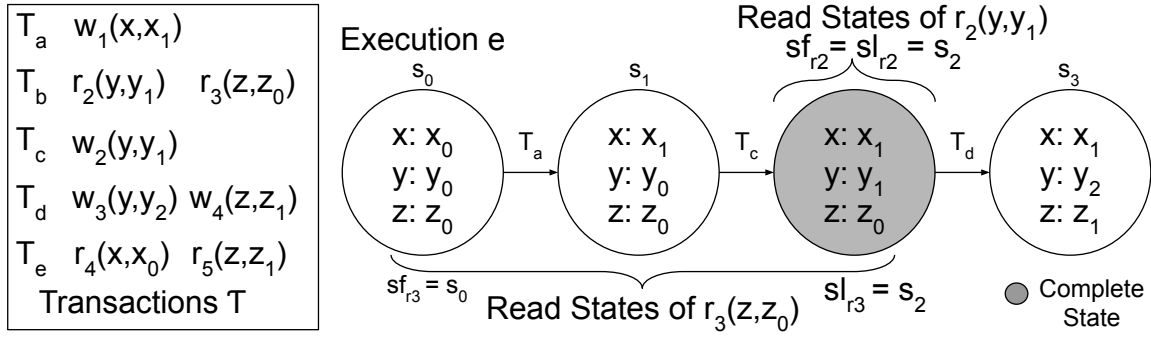 T_a w_1(x,x_1)
T_b r_2(y,y_1) r_3(z,z_0)
T_c w_2(y,y_1)
T_d w_3(y,y_2) w_4(z,z_1)
T_e r_4(x,x_0) r_5(z,z_1)
Transactions T
Execution e
Read States of r_2(y,y_1)
sf_r2 = sl_r2 = s_2
s_0
x: x_0
y: y_0
z: z_0
T_a
s_1
x: x_1
y: y_0
z: z_0
T_c
x: x_1
y: y_1
z: z_0
T_d
s_3
x: x_1
y: y_2
z: z_1
sf_r3 = s_0
Read States of r_3(z,z_0)
sl_r3 = s_2
Complete
State